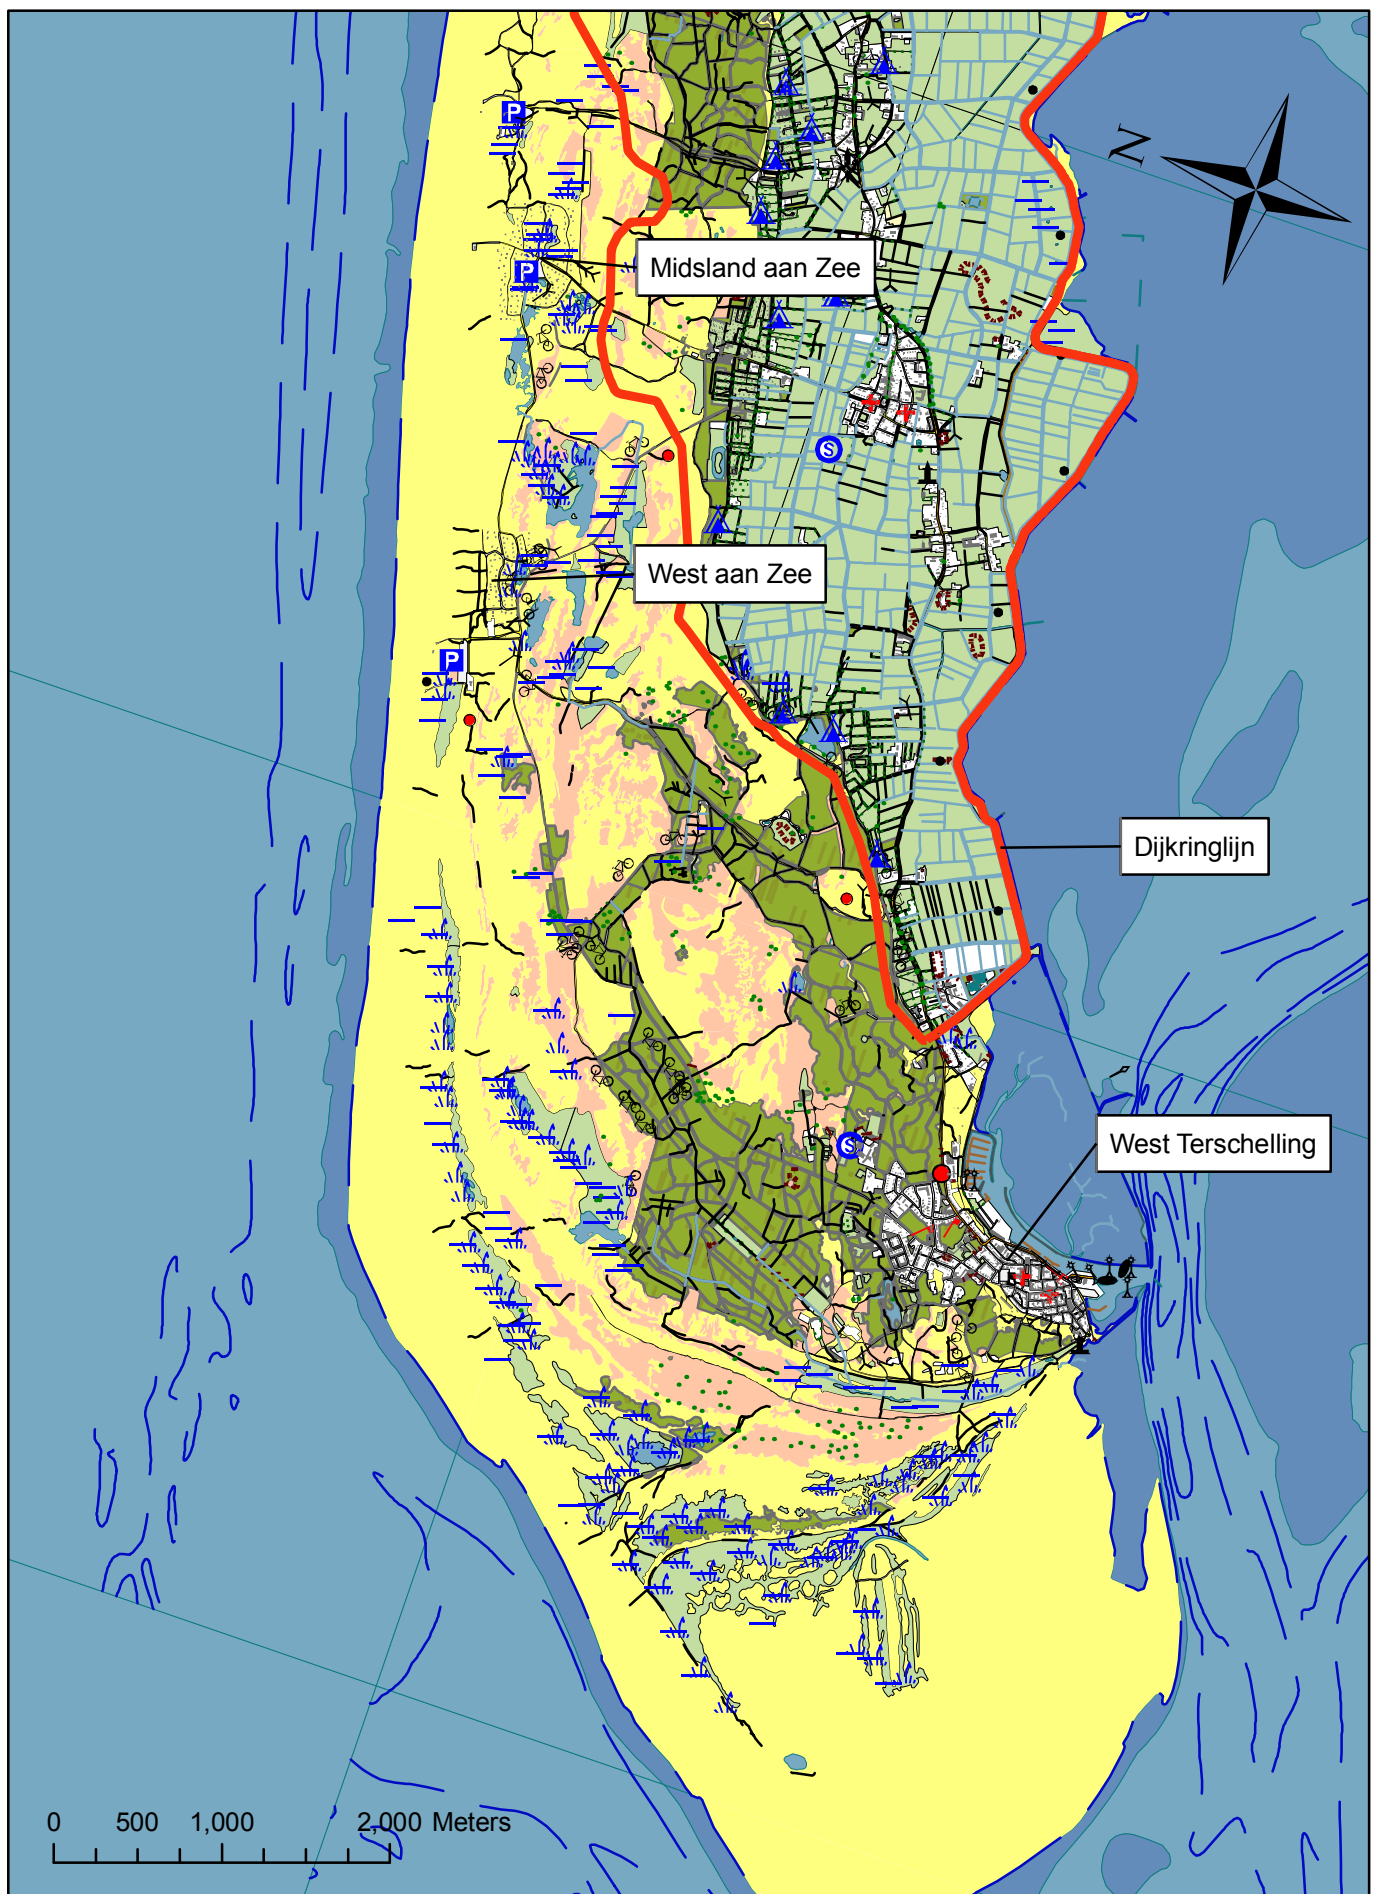 P
N
Midsland aan Zee
P
S
West aan Zee
P
Dijkringlijn
West Terschelling
S
0 500 1,000 2,000 Meters